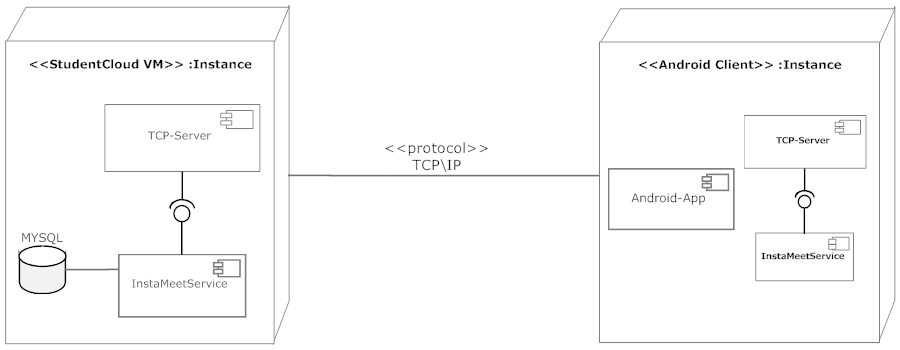 <<StudentCloud VM>> :Instance
TCP-Server
MYSQL
InstaMeetService
<<protocol>>
TCP\IP
<<Android Client>> :Instance
TCP-Server
Android-App
InstaMeetService